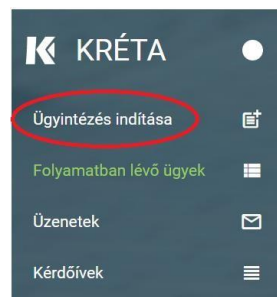 KRÉTA
Ügyintézés indítása
Folyamatban lévő ügyek
Üzenetek
Kérdőívek